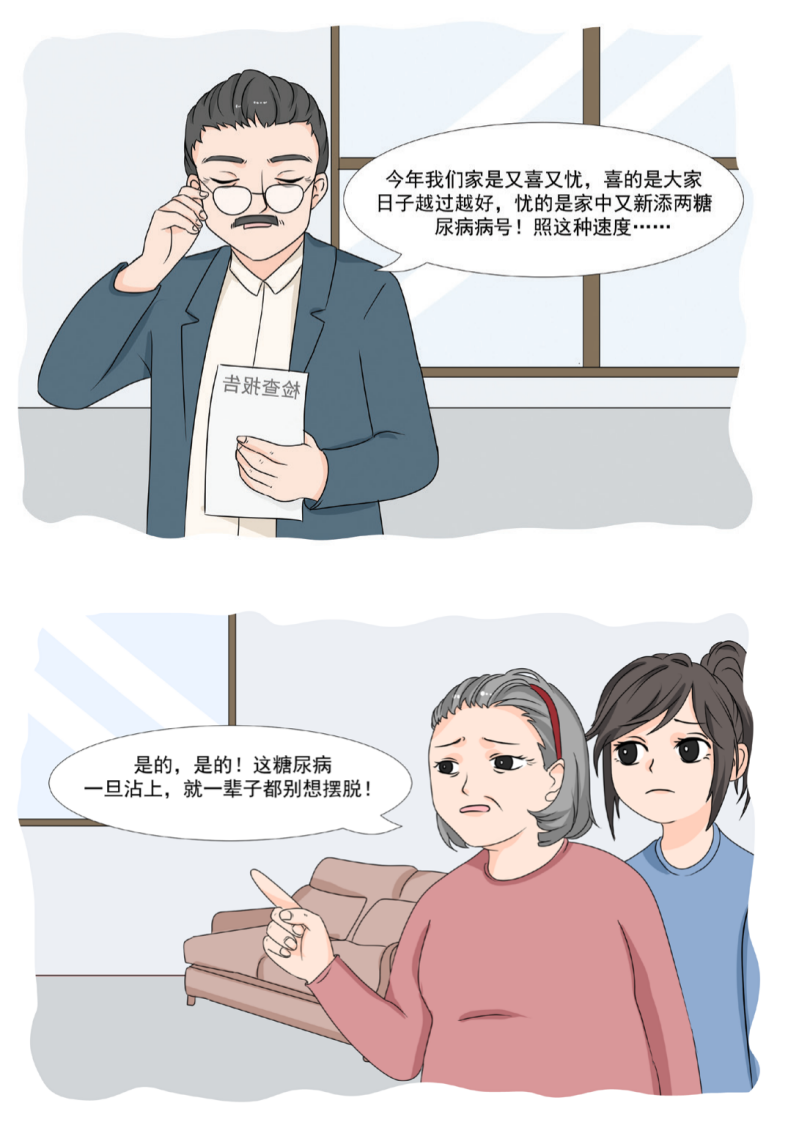 今年我们家是又喜又忧，喜的是大家
日子越过越好，忧的是家中又新添两糖
尿病病号！照这种速度……
检查报告
是的，是的！这糖尿病
一旦沾上，就一辈子都别想摆脱！